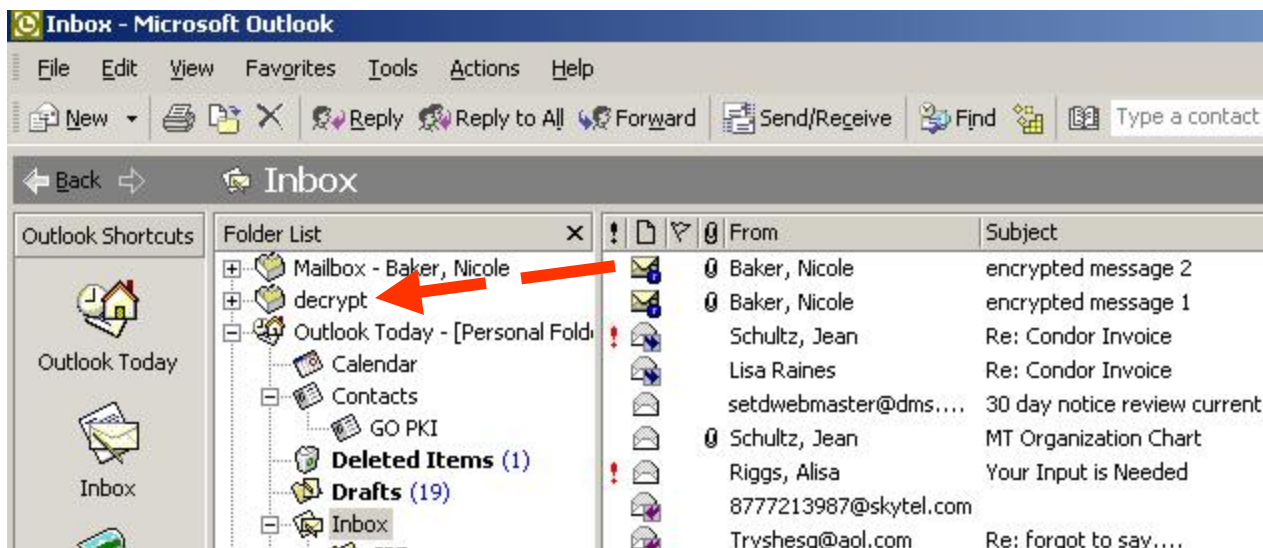 Inbox - Microsoft Outlook
File Edit View Favorites Tools Actions Help
New Reply Reply to All Forward Send/Receive Find Type a contact
Back Inbox
Outlook Shortcuts
Outlook Today
Inbox
Folder List
Mailbox - Baker, Nicole
decrypt
Outlook Today - [Personal Fold
Calendar
Contacts
GO PKI
Deleted Items (1)
Drafts (19)
Inbox
! From Subject
Baker, Nicole encrypted message 2
Baker, Nicole encrypted message 1
! Schultz, Jean Re: Condor Invoice
Lisa Raines Re: Condor Invoice
setdwebmaster@dms.... 30 day notice review current
Schultz, Jean MT Organization Chart
! Riggs, Alisa Your Input is Needed
8777213987@skytel.com
Tryshesq@aol.com Re: forgot to say....